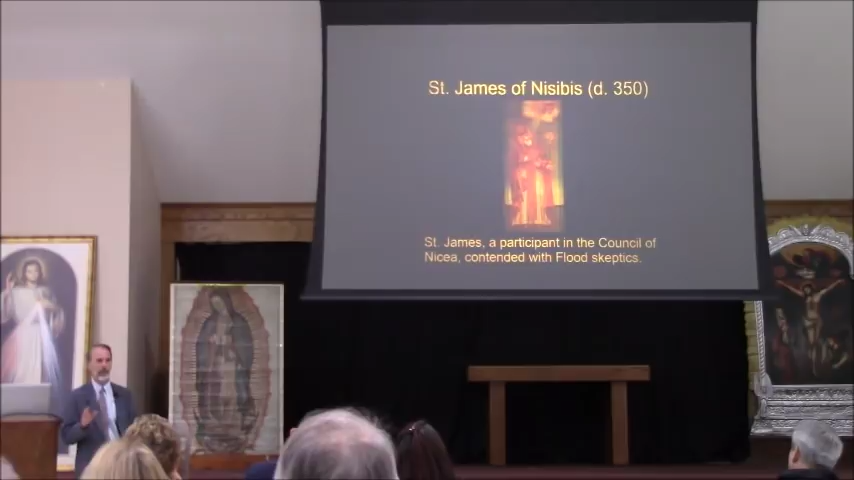 St. James of Nisibis (d. 350)
St. James, a participant in the Council of
Nicea, contended with Flood skeptics.